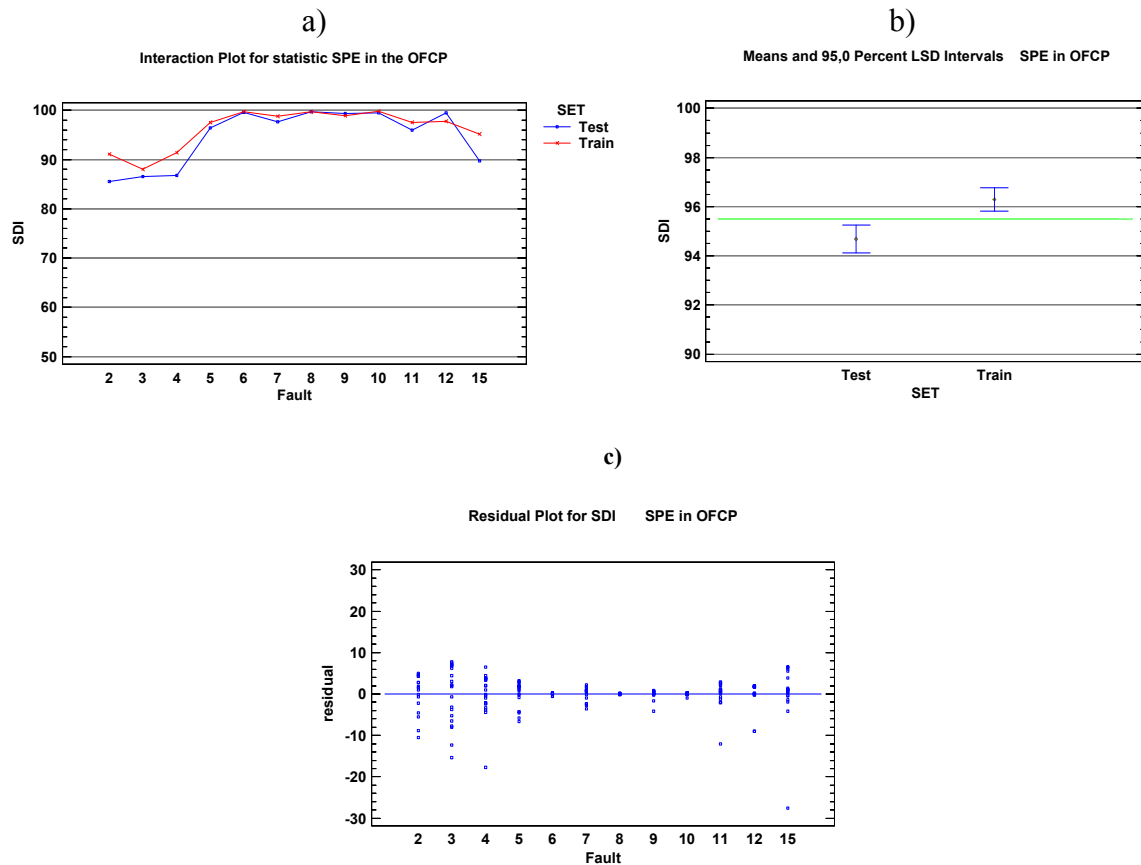 a)
Interaction Plot for statistic SPE in the OFCP
SDI
100
90
80
70
60
50
2 3 4 5 6 7 8 9 10 11 12 15
Fault
SET
Test
Train
b)
Means and 95,0 Percent LSD Intervals SPE in OFCP
SDI
100
98
96
94
92
90
Test Train
SET
c)
Residual Plot for SDI SPE in OFCP
residual
30
20
10
0
-10
-20
-30
2 3 4 5 6 7 8 9 10 11 12 15
Fault